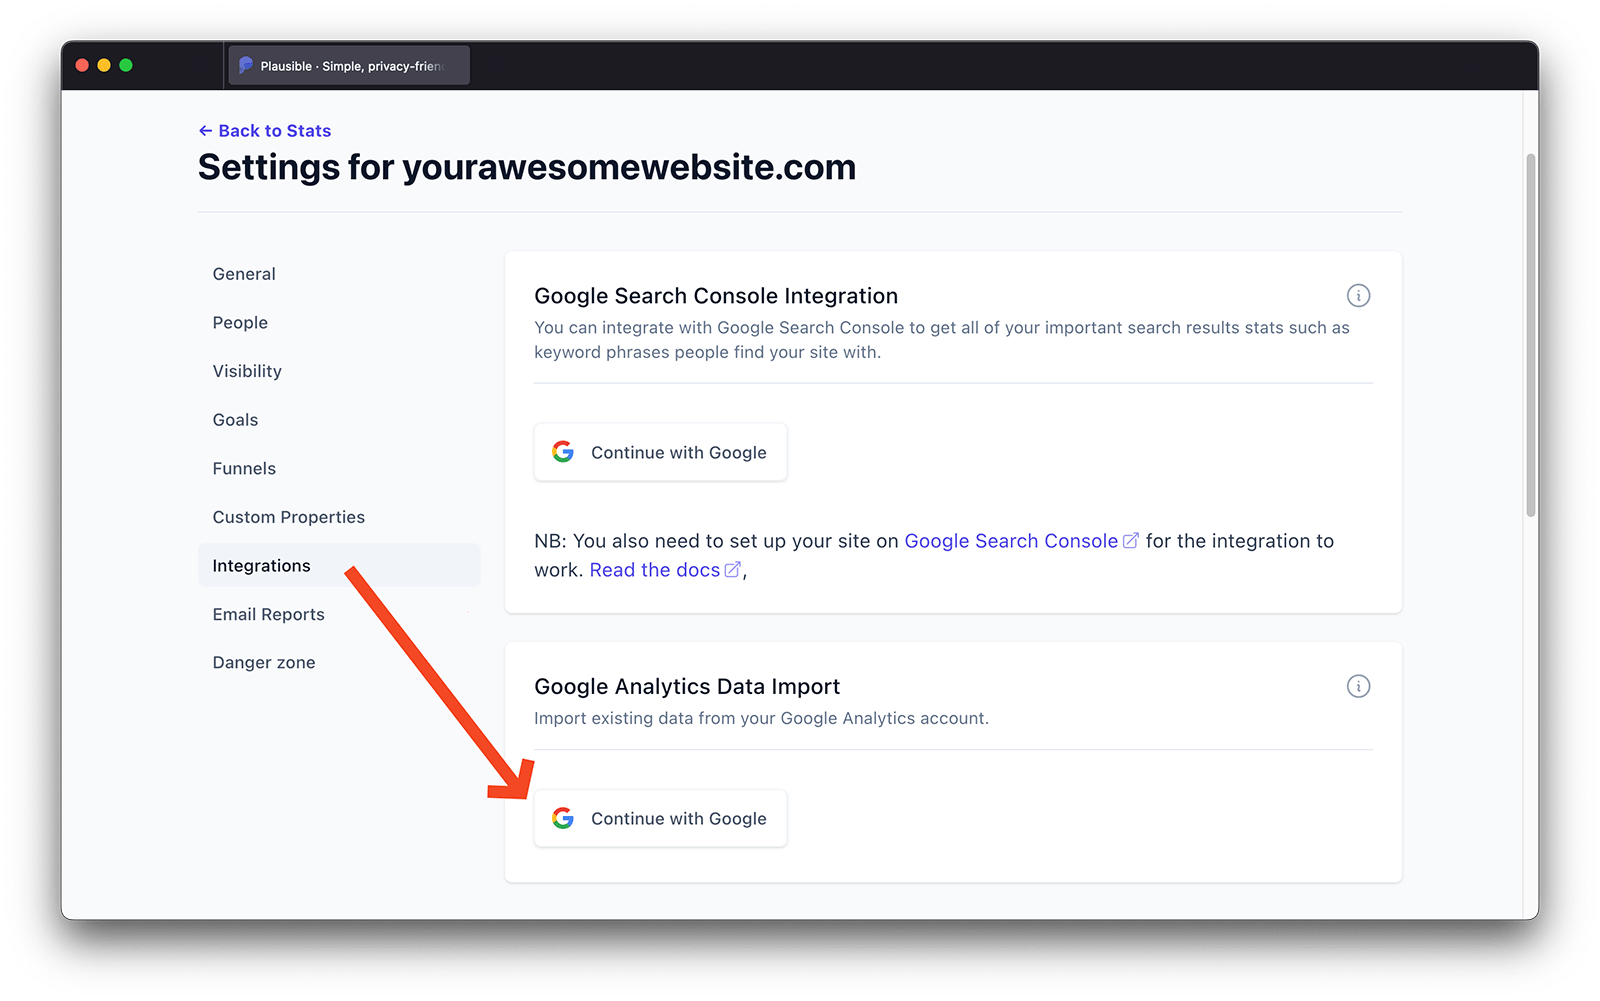 Plausible · Simple, privacy-frien
← Back to Stats
Settings for yourawesomewebsite.com
General
People
Visibility
Goals
Funnels
Custom Properties
Integrations
Email Reports
Danger zone
Google Search Console Integration
You can integrate with Google Search Console to get all of your important search results stats such as
keyword phrases people find your site with.
Continue with Google
NB: You also need to set up your site on Google Search Console for the integration to
work. Read the docs,
Google Analytics Data Import
Import existing data from your Google Analytics account.
Continue with Google